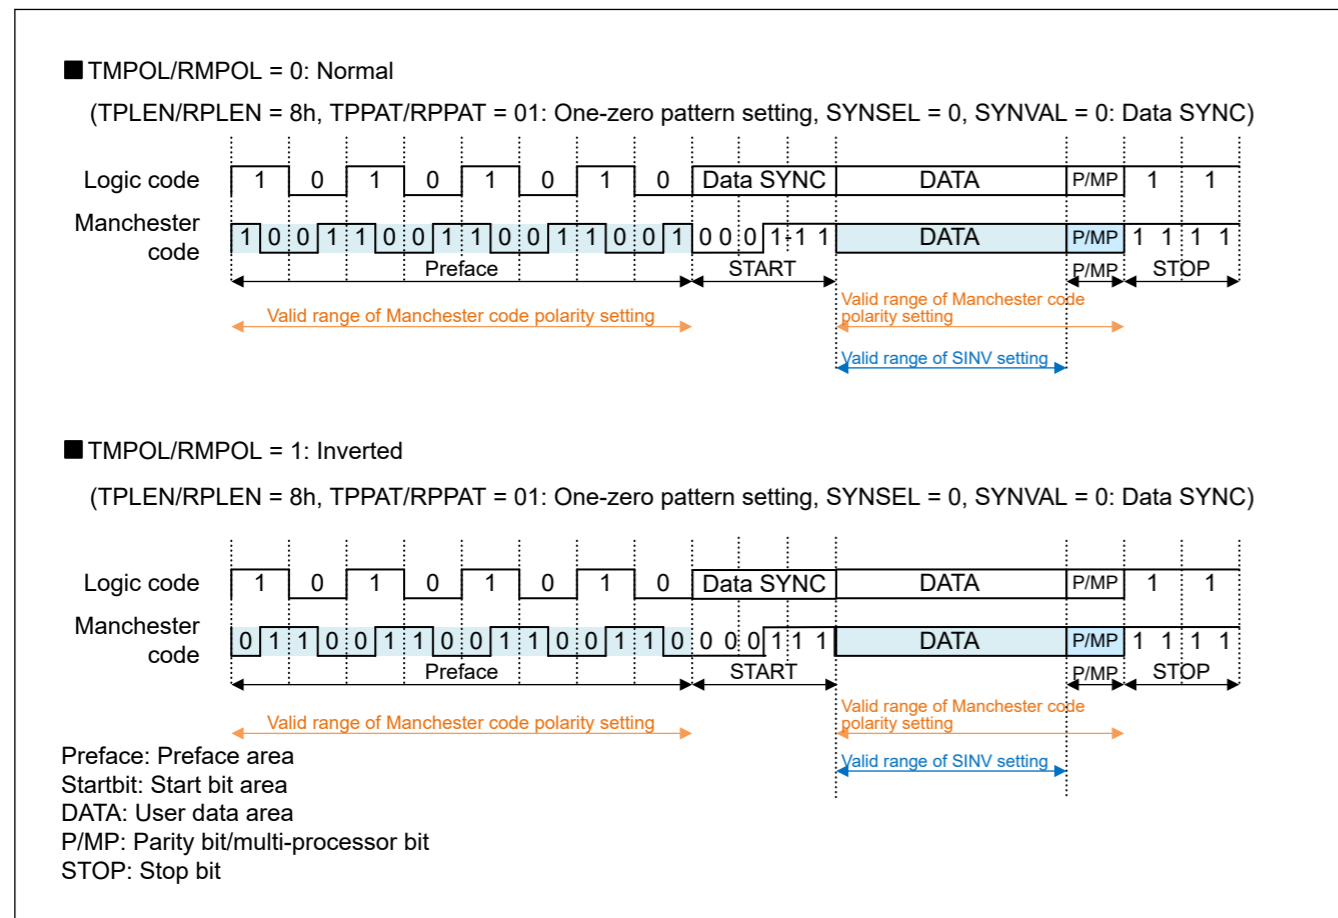 ■ TMPOL/RMPOL = 0: Normal
(TPLEN/RPLEN = 8h, TPPAT/RPPAT = 01: One-zero pattern setting, SYNSEL = 0, SYNVAL = 0: Data SYNC)
Logic code 1 0 1 0 1 0 1 0 Data SYNC DATA P/MP 1 1
Manchester code 1 0 0 1 1 0 0 1 1 0 0 1 1 0 0 1 0 0 0 1 1 1 DATA P/MP 1 1 1 1
Preface START P/MP STOP
Valid range of Manchester code polarity setting
Valid range of Manchester code
polarity setting
Valid range of SINV setting
■ TMPOL/RMPOL = 1: Inverted
(TPLEN/RPLEN = 8h, TPPAT/RPPAT = 01: One-zero pattern setting, SYNSEL = 0, SYNVAL = 0: Data SYNC)
Logic code 1 0 1 0 1 0 1 0 Data SYNC DATA P/MP 1 1
Manchester code 0 1 1 0 0 1 1 0 0 1 1 0 0 1 1 0 0 0 0 1 1 1 DATA P/MP 1 1 1 1
Preface START P/MP STOP
Valid range of Manchester code polarity setting
Valid range of Manchester code
polarity setting
Valid range of SINV setting
Preface: Preface area
Startbit: Start bit area
DATA: User data area
P/MP: Parity bit/multi-processor bit
STOP: Stop bit